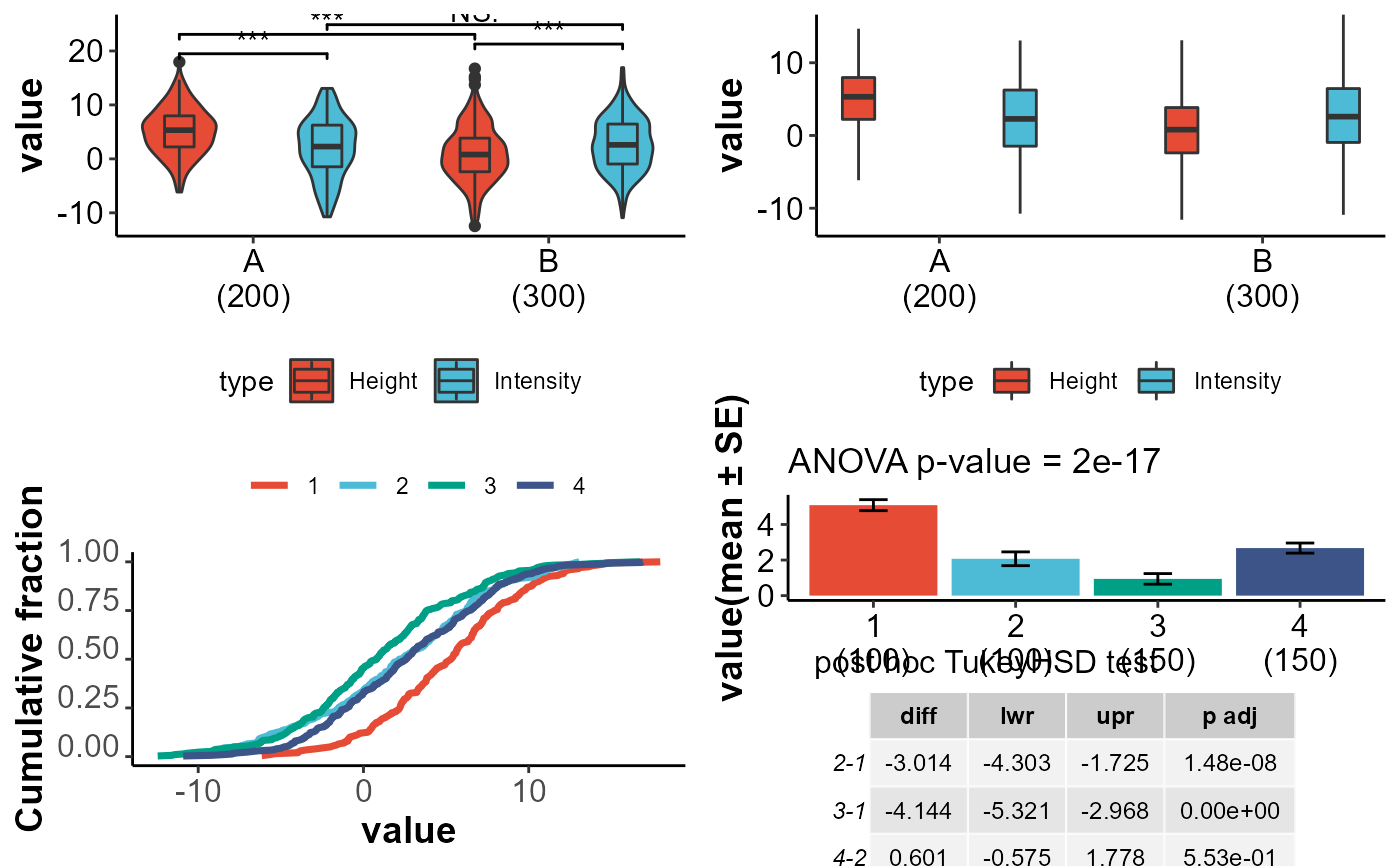 *** NS.
*** ***
value
20
10
0
-10
A
(200)
B
(300)
type Height Intensity
value
10
0
-10
A
(200)
B
(300)
type Height Intensity
1 2 3 4
Cumulative fraction
1.00
0.75
0.50
0.25
0.00
-10 0 10
value
ANOVA p-value = 2e-17
value(mean ± SE)
4
2
0
1 2 3 4
(100) (100) (150) (150)
post hoc TukeyHSD test
diff lwr upr p adj
2-1 -3.014 -4.303 -1.725 1.48e-08
3-1 -4.144 -5.321 -2.968 0.00e+00
4-2 0.601 -0.575 1.778 5.53e-01